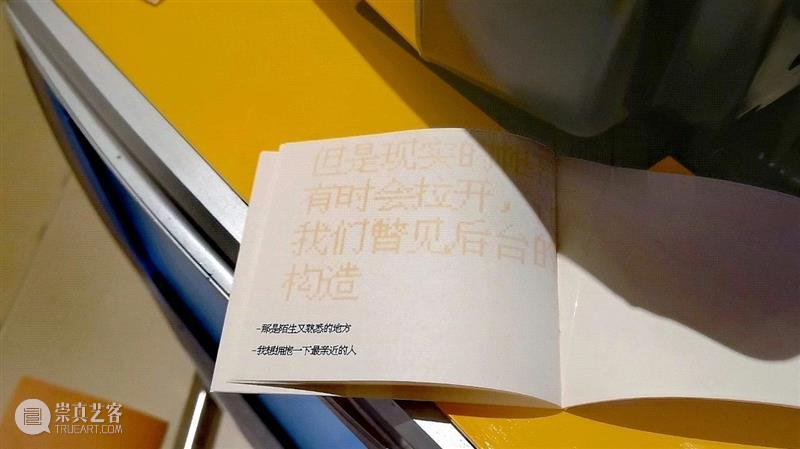 但是现实的
有时会拉开，
我们瞥见后台的
构造
-那是陌生又熟悉的地方
-我想拥抱一下最亲近的人
崇真艺客
TRUEART.COM